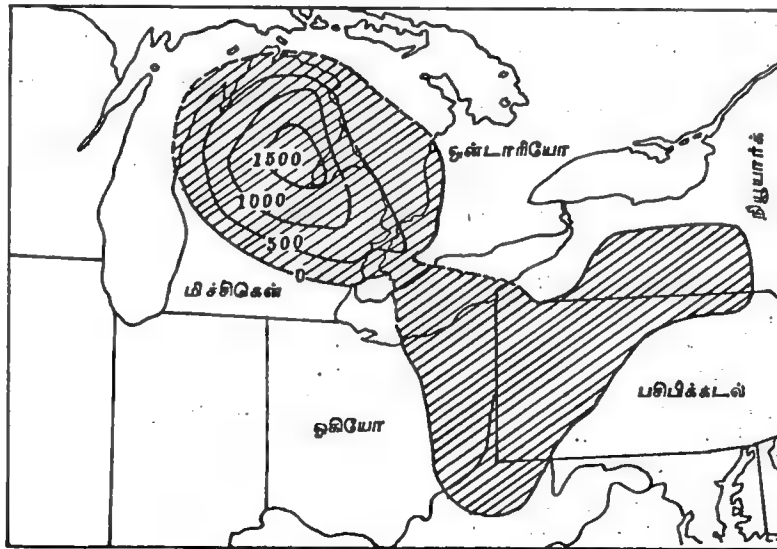 ஒன்டாரியோ
1500
நியூயார்க்
1000
500
0
மிச்சிகென்
பசிபிக்கடல்
ஓகியோ